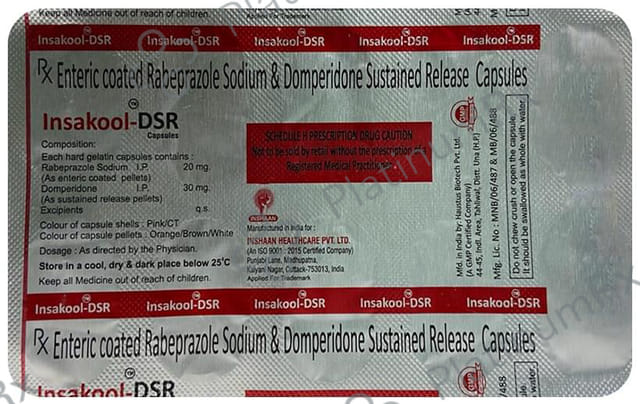 Keep all Medicine out of reach of children.
Applied For Trademark
Insakool-DSR Insakool-DSR Insakool-DSR Insakool-DSR Insakool-DSR
Rx Enteric coated Rabeprazole Sodium & Domperidone Sustained Release Capsules
Insakool-DSR
Capsules
Composition:
Each hard gelatin capsules contains :
Rabeprazole Sodium I.P. 20 mg.
(As enteric coated pellets)
Domperidone I.P. 30 mg.
(As sustained release pellets)
Excipients q.s.
Colour of capsule shells : Pink/CT
Colour of capsule pellets : Orange/Brown/White
Dosage : As directed by the Physician.
Store in a cool, dry & dark place below 25°C
Keep all Medicine out of reach of children.
SCHEDULE H PRESCRIPTION DRUG CAUTION
Not to be sold by retail without the prescription of a
Registered Medical Practitioner.
INSHAAN
Manufactured in India for :
INSHAAN HEALTHCARE PVT. LTD.
(An ISO 9001 : 2015 Certified Company)
Punjabi Lane, Madhupatna,
Kalyani Nagar, Cuttack-753013, India
Applied For Trademark
GMP
Mfd. in India by: Haustus Biotech Pvt. Ltd.
(A GMP Certified Company)
44-45, Indl. Area, Tahliwal, Distt. Una (H.P.)
Mfg. Lic. No : MNB/06/487 & MB/06/488
Do not chew crush or open the capsule.
It should be swallowed as whole with water.
Insakool-DSR Insakool-DSR Insakool-DSR Insakool-DSR Insakool-DSR
Rx Enteric coated Rabeprazole Sodium & Domperidone Sustained Release Capsules
Insakool-DSR
GMP